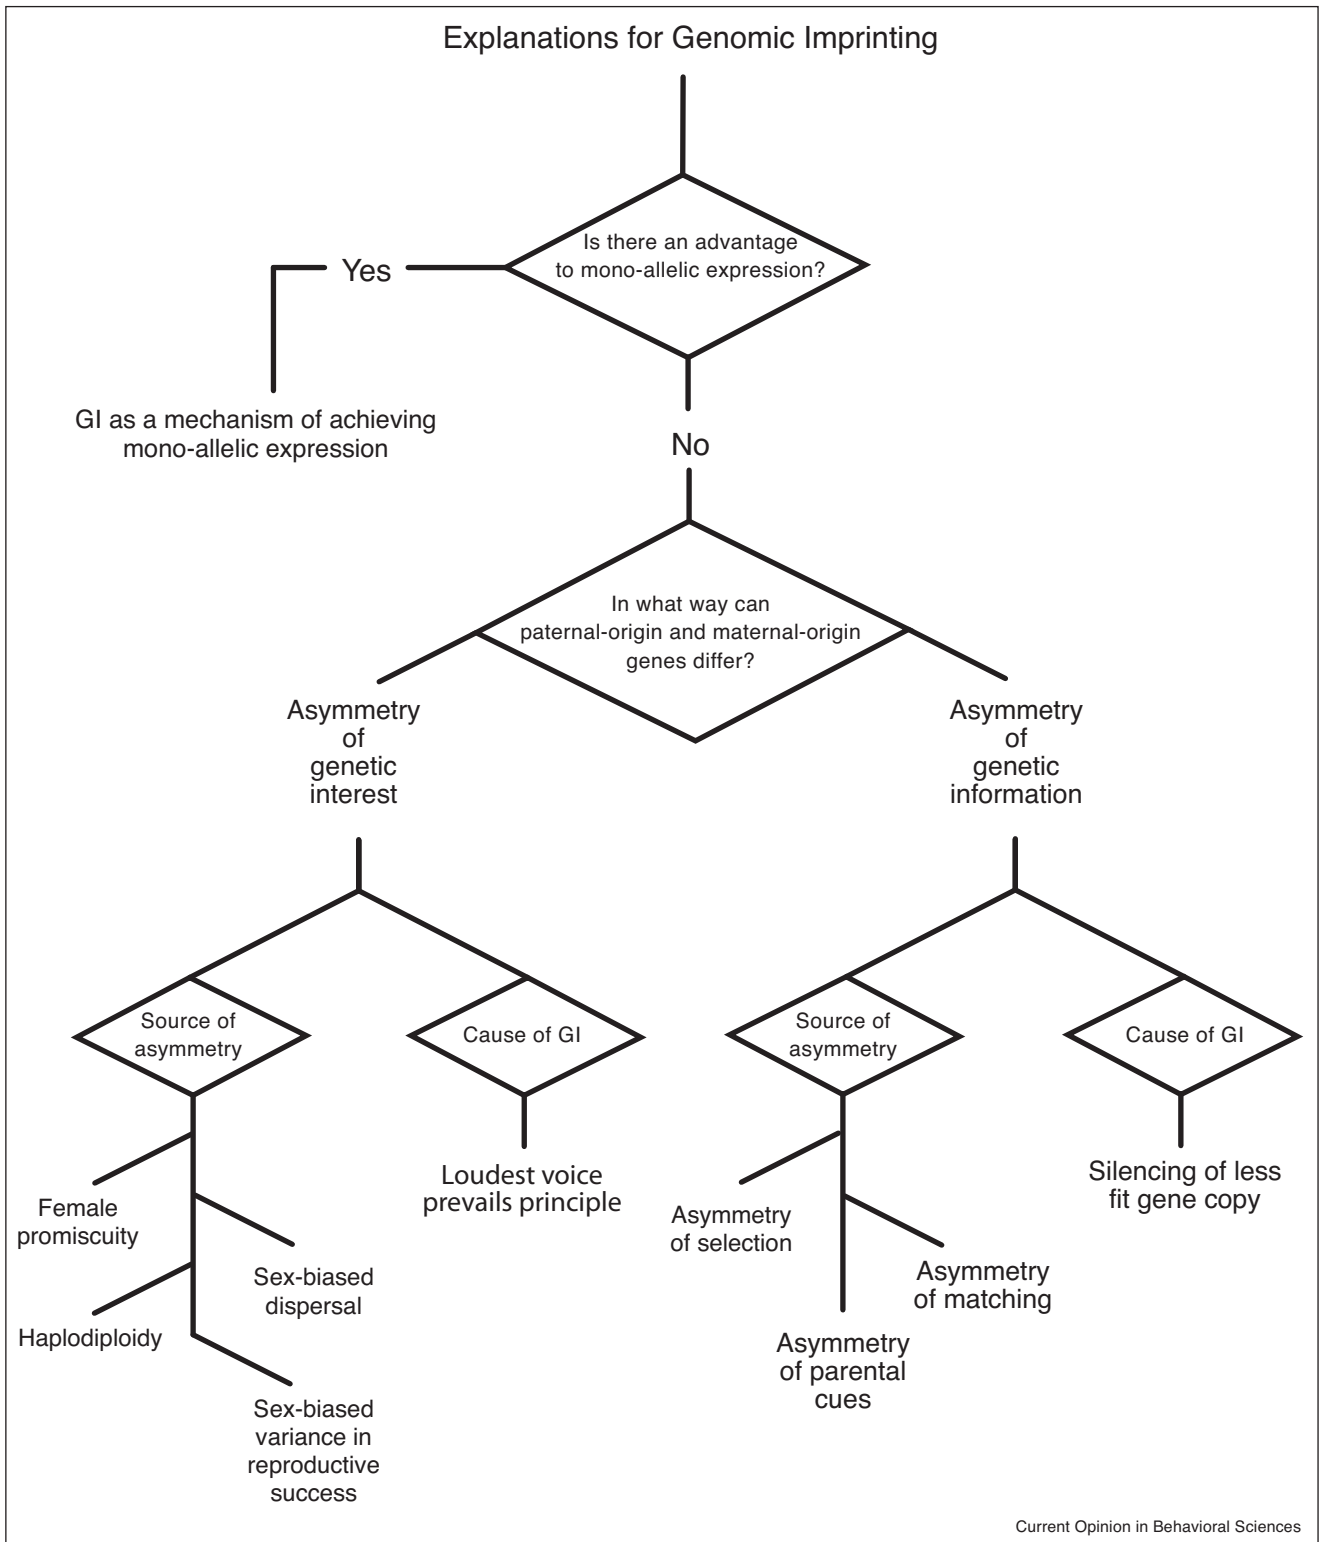 Explanations for Genomic Imprinting
Is there an advantage
to mono-allelic expression?
Yes
GI as a mechanism of achieving
mono-allelic expression
No
In what way can
paternal-origin and maternal-origin
genes differ?
Asymmetry
of
genetic
interest
Asymmetry
of
genetic
information
Source of
asymmetry
Cause of GI
Source of
asymmetry
Cause of GI
Female
promiscuity
Sex-biased
dispersal
Haplodiploidy
Sex-biased
variance in
reproductive
success
Loudest voice
prevails principle
Asymmetry
of selection
Asymmetry
of matching
Asymmetry
of parental
cues
Silencing of less
fit gene copy
Current Opinion in Behavioral Sciences